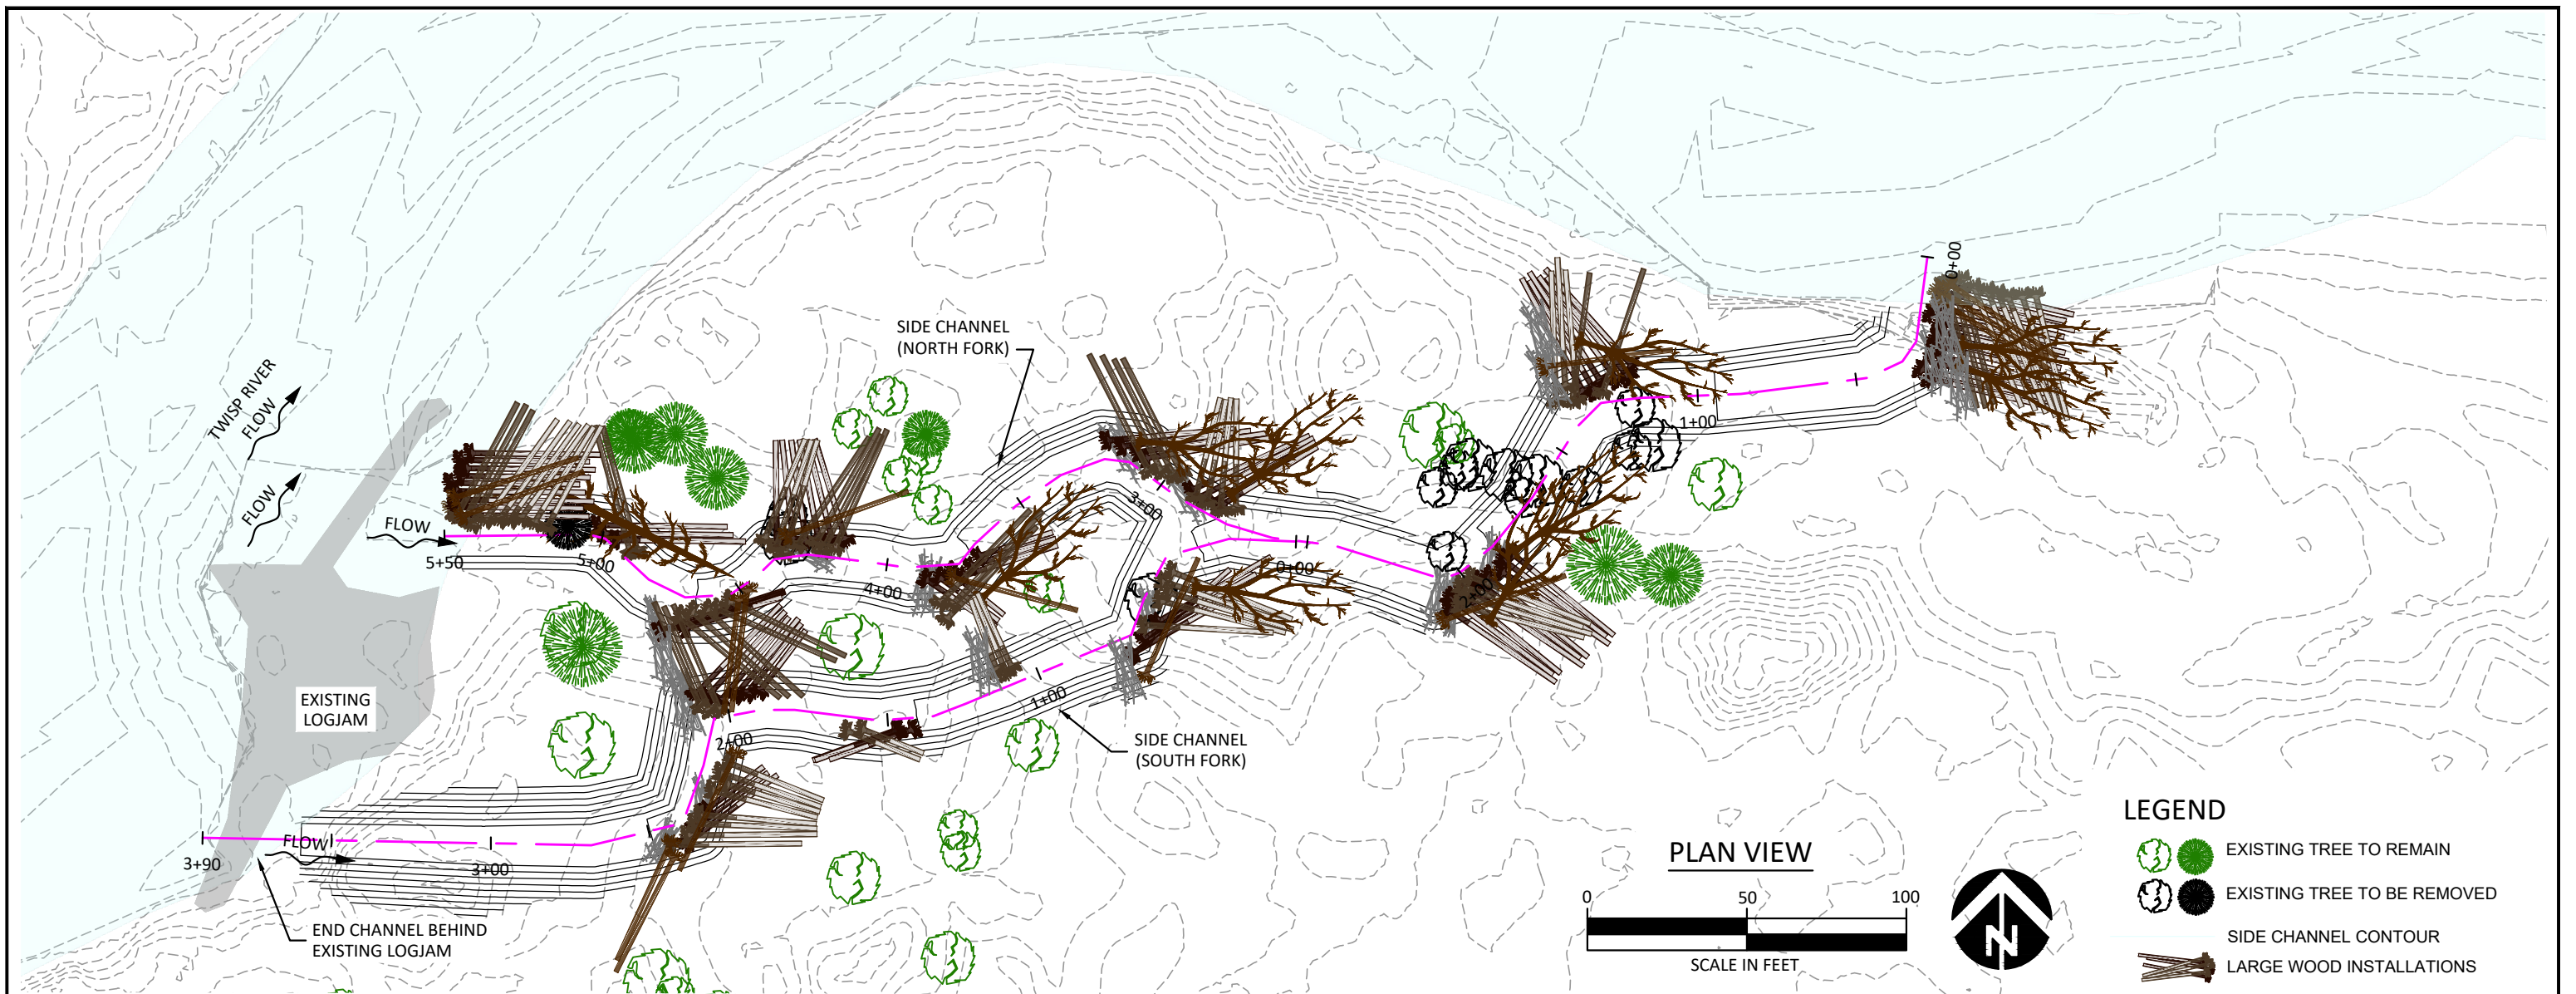 TWISP RIVER
FLOW
FLOW
FLOW
5+50
5+00
4+00
SIDE CHANNEL
(NORTH FORK)
3+00
0+00
2+00
1+00
0+00
EXISTING
LOGJAM
2+00
1+00
SIDE CHANNEL
(SOUTH FORK)
3+90
FLOW
3+00
END CHANNEL BEHIND
EXISTING LOGJAM
PLAN VIEW
0 50 100
SCALE IN FEET
N
LEGEND
EXISTING TREE TO REMAIN
EXISTING TREE TO BE REMOVED
SIDE CHANNEL CONTOUR
LARGE WOOD INSTALLATIONS